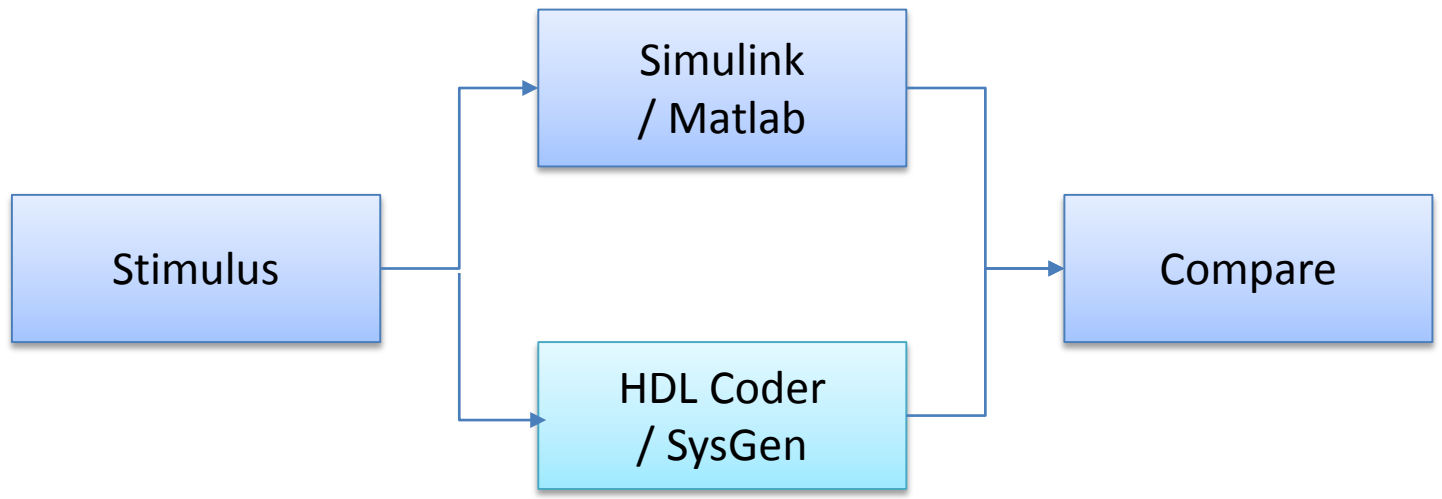 Simulink
/ Matlab
Stimulus
Compare
HDL Coder
/ SysGen